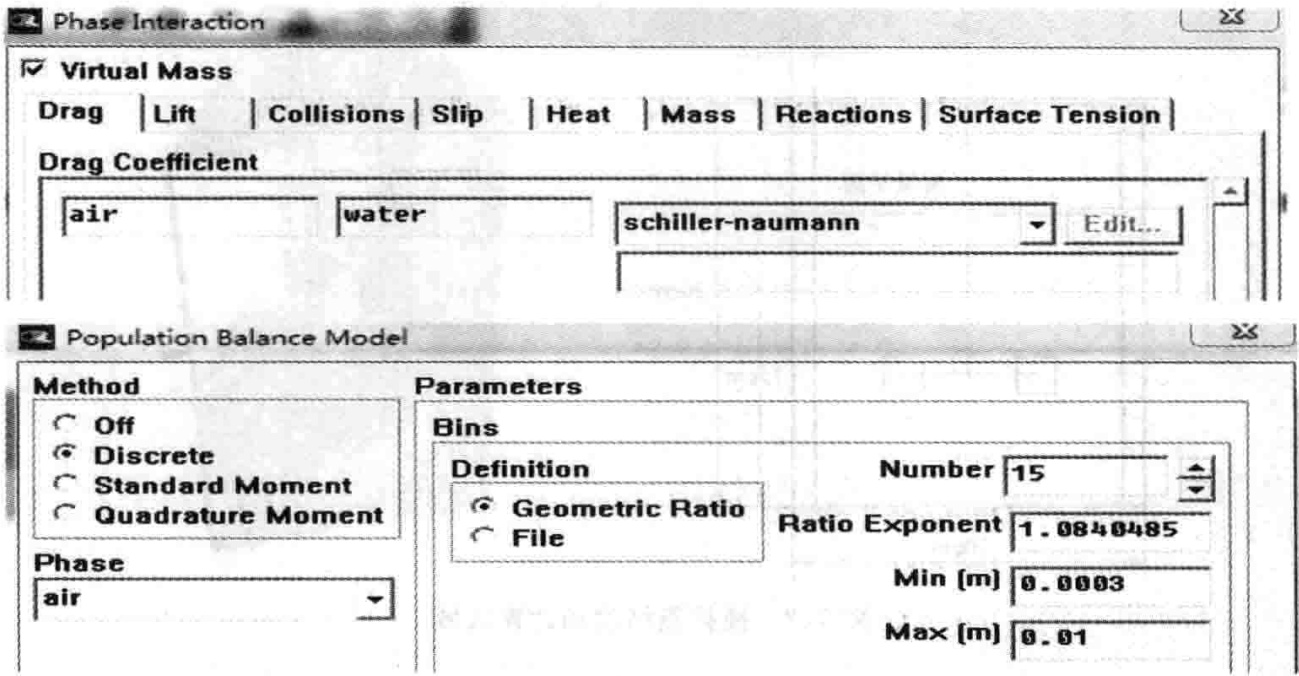 Phase Interaction
Virtual Mass
Drag Lift Collisions Slip Heat Mass Reactions Surface Tension
Drag Coefficient
air water schiller-naumann Edit...
Population Balance Model
Method
Off
Discrete
Standard Moment
Quadrature Moment
Phase
air
Parameters
Bins
Definition
Geometric Ratio
File
Number 15
Ratio Exponent 1.0840485
Min (m) 0.0003
Max (m) 0.01